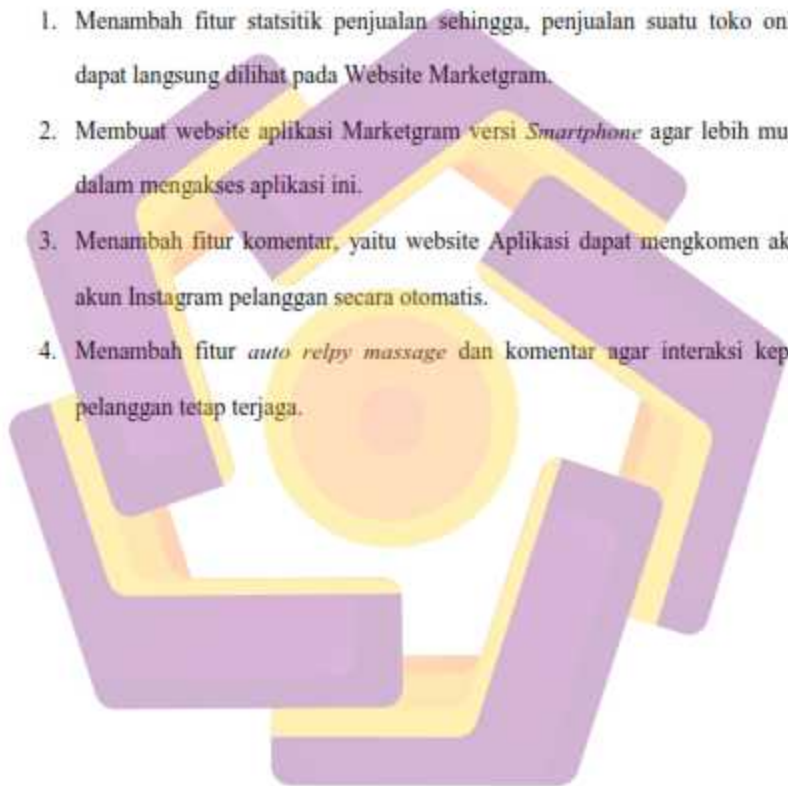 1. Menambah fitur statsitik penjualan sehingga, penjualan suatu toko on
dapat langsung dilihat pada Website Marketgram.
2. Membuat website aplikasi Marketgram versi Smartphone agar lebih mu
dalam mengakses aplikasi ini.
3. Menambah fitur komentar, yaitu website Aplikasi dapat mengkomen ak
akun Instagram pelanggan secara otomatis.
4. Menambah fitur auto relpy massage dan komentar agar interaksi kep
pelanggan tetap terjaga.